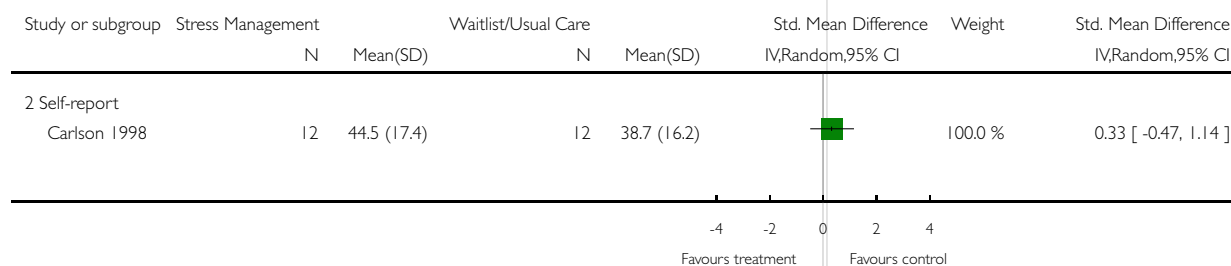 Study or subgroup Stress Management Waitlist/Usual Care Std. Mean Difference Weight Std. Mean Difference
N Mean(SD) N Mean(SD) IV,Random,95% CI IV,Random,95% CI
2 Self-report
Carlson 1998 12 44.5 (17.4) 12 38.7 (16.2) 100.0 % 0.33 [ -0.47, 1.14 ]
-4 -2 0 2 4
Favours treatment Favours control